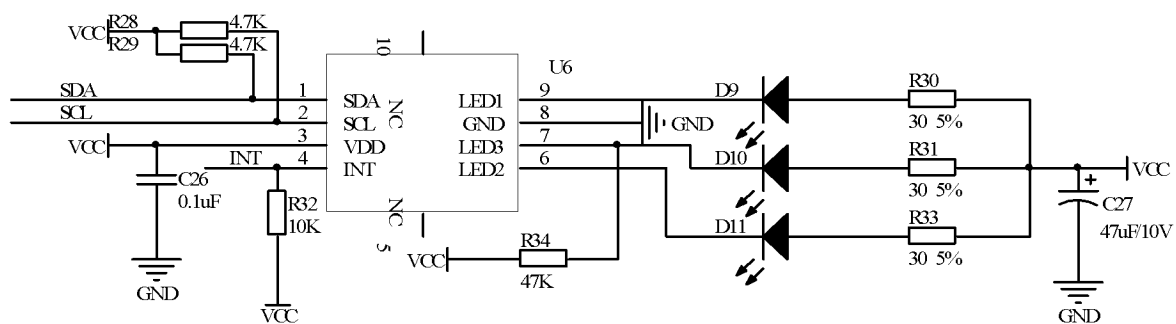 R28
4.7K
VCC
R29
4.7K
10
U6
SDA
1
SDA
NC
LED1
9
D9
R30
30 5%
SCL
2
SCL
GND
8
GND
VCC
3
VDD
LED3
7
D10
R31
30 5%
VCC
INT
4
INT
LED2
6
C26
0.1uF
R32
10K
NC
5
D11
R33
30 5%
C27
47uF/10V
R34
VCC
47K
GND
VCC
GND